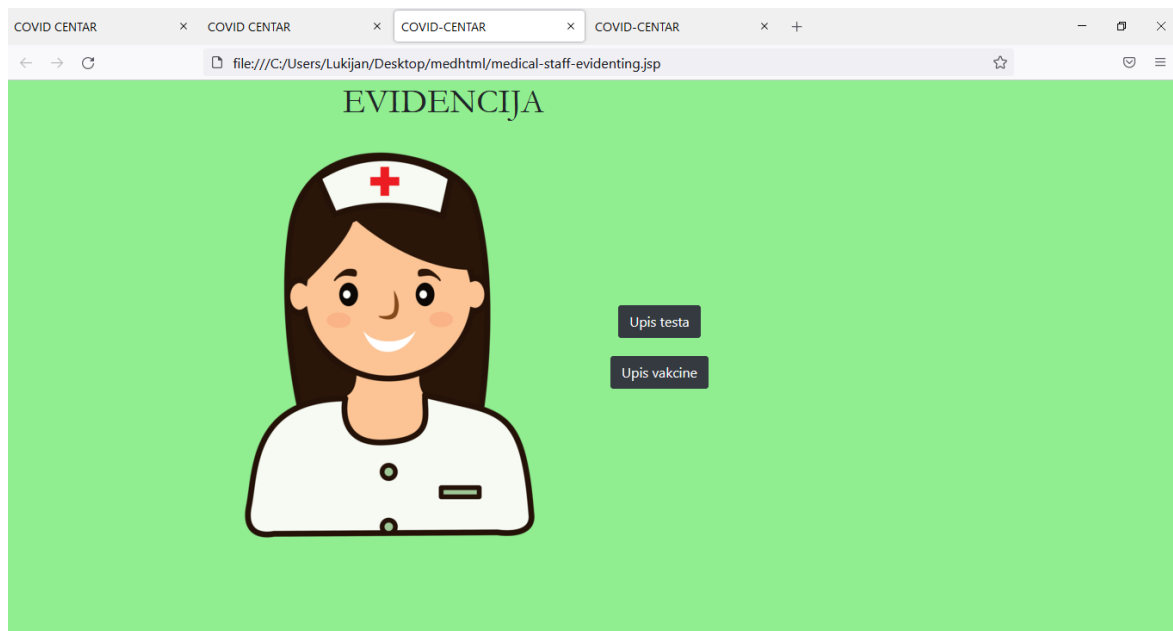 COVID CENTAR COVID CENTAR COVID-CENTAR COVID-CENTAR
file:///C:/Users/Lukijan/Desktop/medhtml/medical-staff-evidenting.jsp
EVIDENCIJA
Upis testa
Upis vakcine